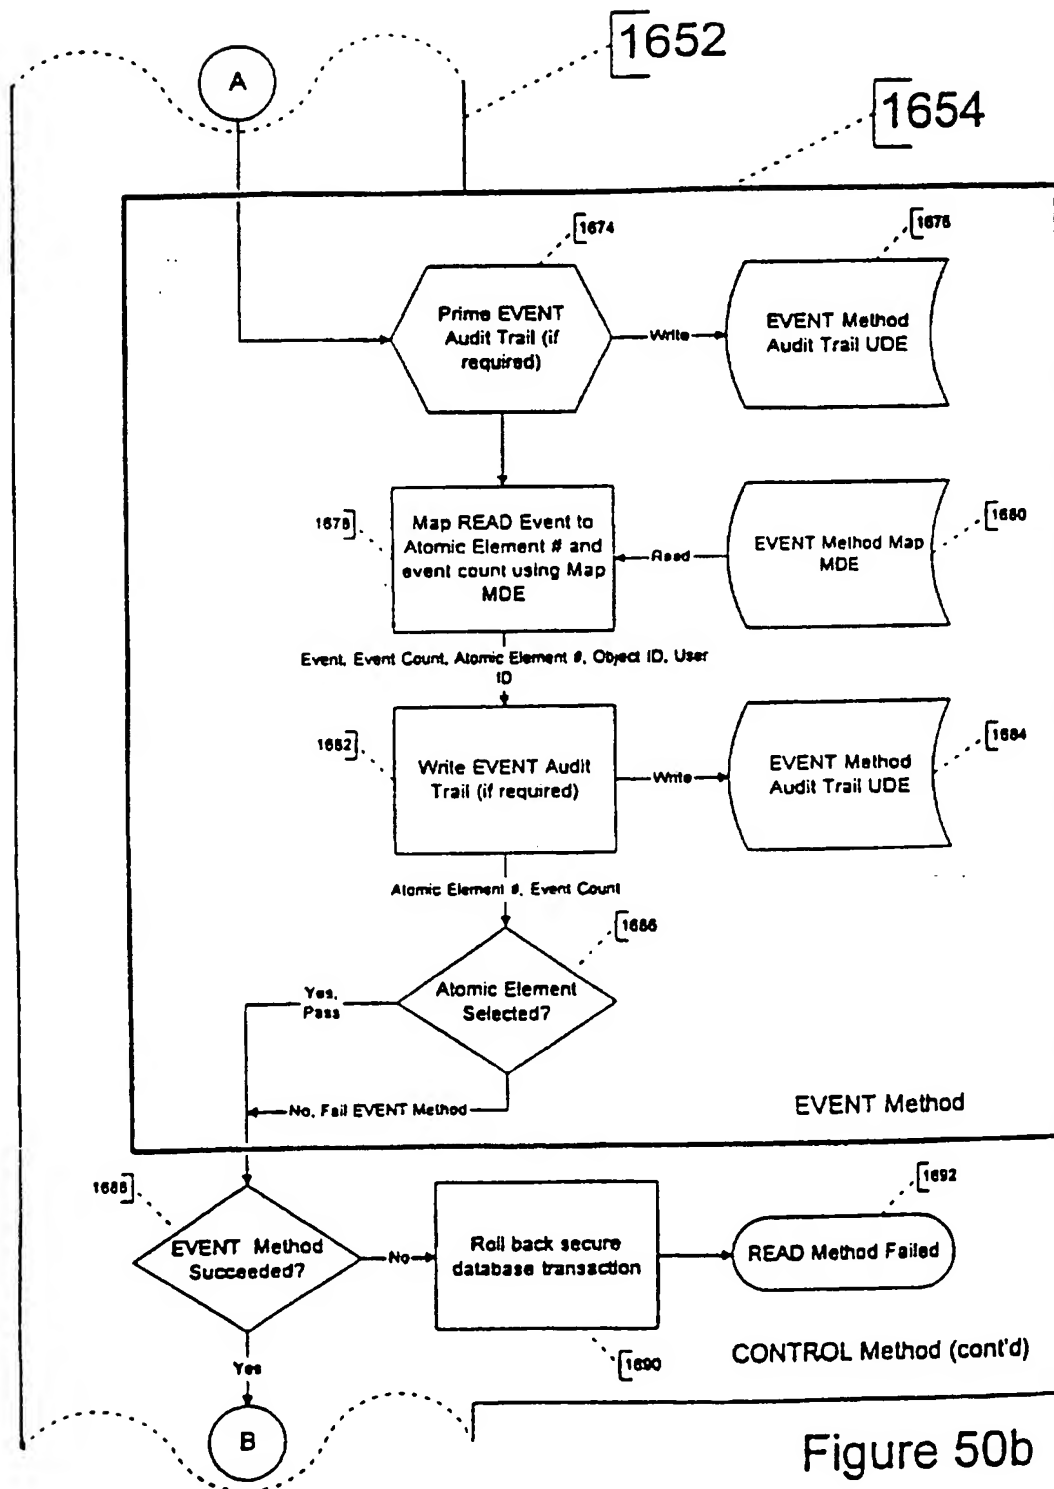 1652
A
1654
1674
1676
Prime EVENT
Audit Trail (if
required)
Write
EVENT Method
Audit Trail UDE
1678
Map READ Event to
Atomic Element # and
event count using Map
MDE
Read
EVENT Method Map
MDE
1680
Event, Event Count, Atomic Element #, Object ID, User
ID
1682
Write EVENT Audit
Trail (if required)
Write
EVENT Method
Audit Trail UDE
1684
Atomic Element #, Event Count
1686
Yes,
Pass
Atomic Element
Selected?
No, Fail EVENT Method
EVENT Method
1688
EVENT Method
Succeeded?
No
Roll back secure
database transaction
1692
READ Method Failed
1690
CONTROL Method (cont'd)
Yes
B
Figure 50b